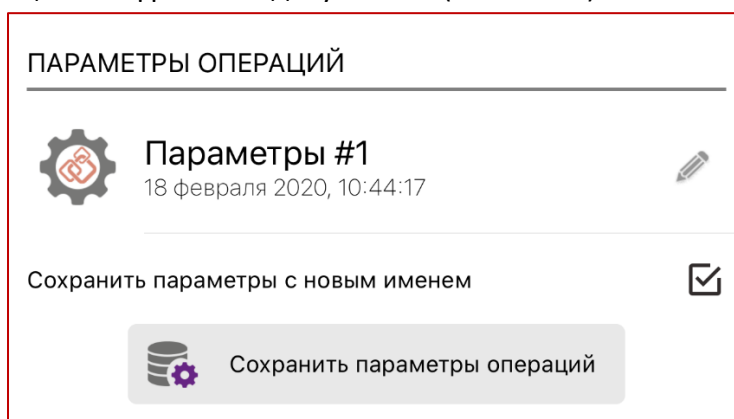 ПАРАМЕТРЫ ОПЕРАЦИЙ
Параметры #1
18 февраля 2020, 10:44:17
Сохранить параметры с новым именем
Сохранить параметры операций